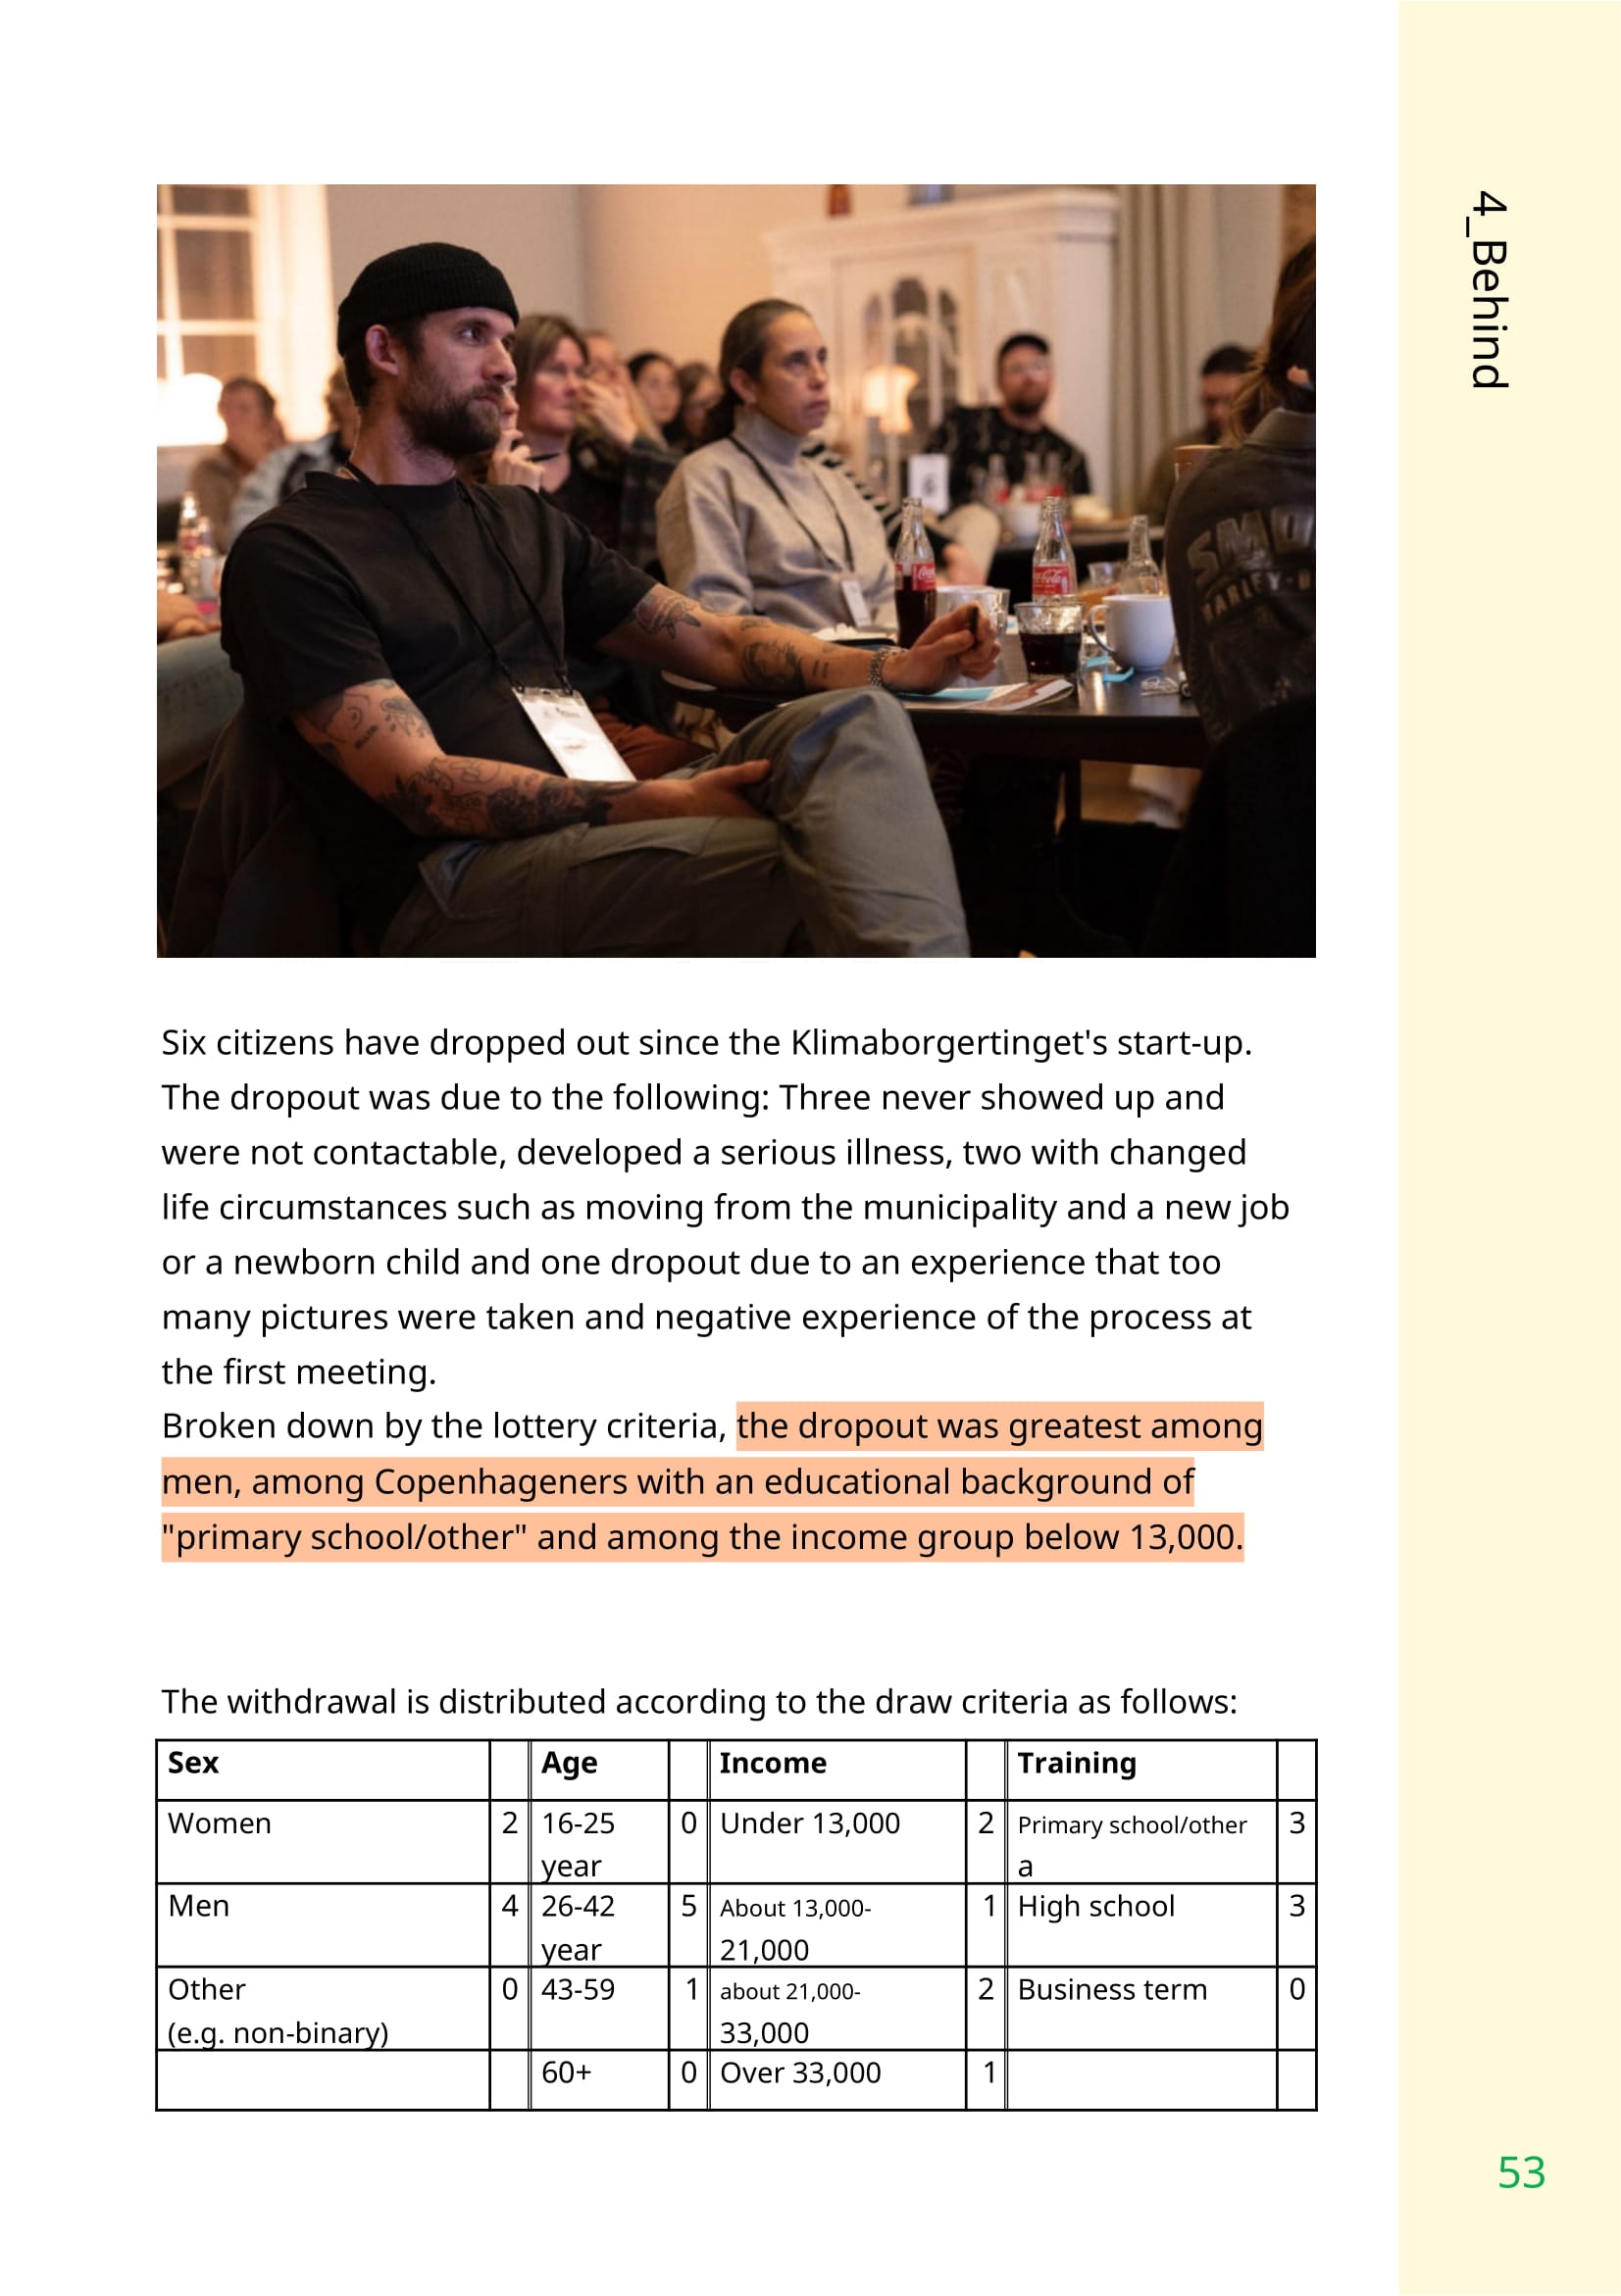 4_Behind
SMO
HARLEY-D
Coca-Cola
Coca-Cola
Six citizens have dropped out since the Klimaborgertinget's start-up.
The dropout was due to the following: Three never showed up and
were not contactable, developed a serious illness, two with changed
life circumstances such as moving from the municipality and a new job
or a newborn child and one dropout due to an experience that too
many pictures were taken and negative experience of the process at
the first meeting.
Broken down by the lottery criteria, the dropout was greatest among
men, among Copenhageners with an educational background of
"primary school/other" and among the income group below 13,000.
The withdrawal is distributed according to the draw criteria as follows:
Sex Age Income Training
Women 2 16-25 0 Under 13,000 2 Primary school/other 3
year a
Men 4 26-42 5 About 13,000- 1 High school 3
year 21,000
Other 0 43-59 1 about 21,000- 2 Business term 0
(e.g. non-binary) 33,000
60+ 0 Over 33,000 1
53